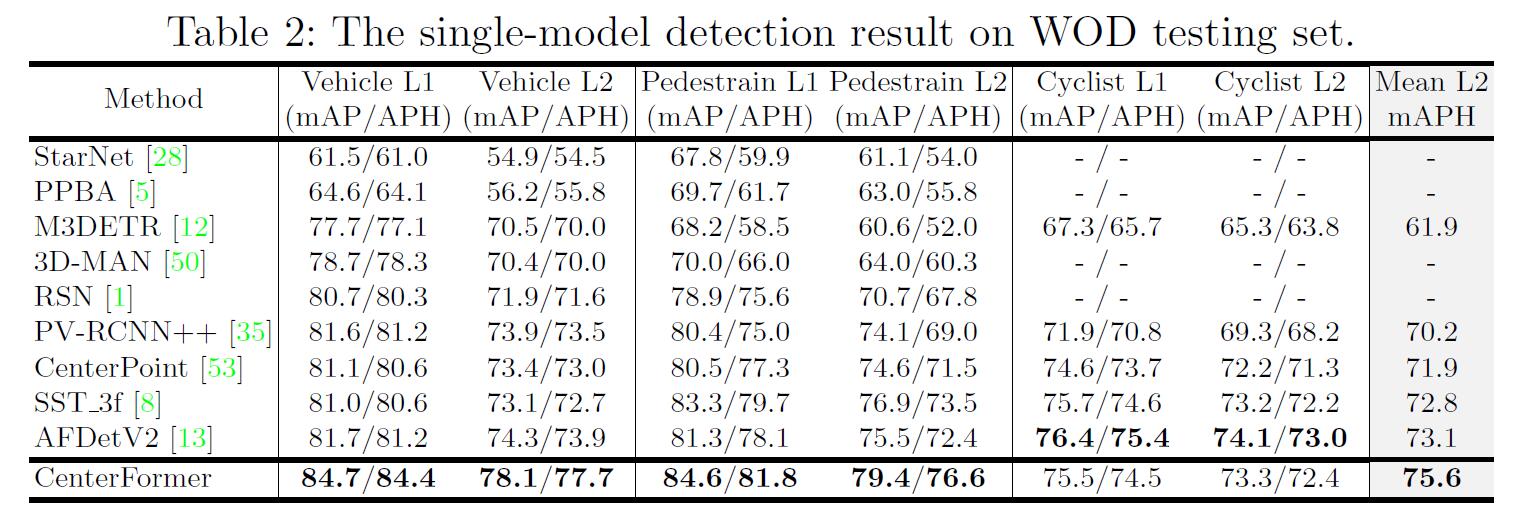 Table 2: The single-model detection result on WOD testing set.
Method Vehicle L1 Vehicle L2 Pedestrain L1 Pedestrain L2 Cyclist L1 Cyclist L2 Mean L2
(mAP/APH) (mAP/APH) (mAP/APH) (mAP/APH) (mAP/APH) (mAP/APH) mAPH
StarNet [28] 61.5/61.0 54.9/54.5 67.8/59.9 61.1/54.0 - / - - / - -
PPBA [5] 64.6/64.1 56.2/55.8 69.7/61.7 63.0/55.8 - / - - / - -
M3DETR [12] 77.7/77.1 70.5/70.0 68.2/58.5 60.6/52.0 67.3/65.7 65.3/63.8 61.9
3D-MAN [50] 78.7/78.3 70.4/70.0 70.0/66.0 64.0/60.3 - / - - / - -
RSN [1] 80.7/80.3 71.9/71.6 78.9/75.6 70.7/67.8 - / - - / - -
PV-RCNN++ [35] 81.6/81.2 73.9/73.5 80.4/75.0 74.1/69.0 71.9/70.8 69.3/68.2 70.2
CenterPoint [53] 81.1/80.6 73.4/73.0 80.5/77.3 74.6/71.5 74.6/73.7 72.2/71.3 71.9
SST_3f [8] 81.0/80.6 73.1/72.7 83.3/79.7 76.9/73.5 75.7/74.6 73.2/72.2 72.8
AFDetV2 [13] 81.7/81.2 74.3/73.9 81.3/78.1 75.5/72.4 76.4/75.4 74.1/73.0 73.1
CenterFormer 84.7/84.4 78.1/77.7 84.6/81.8 79.4/76.6 75.5/74.5 73.3/72.4 75.6